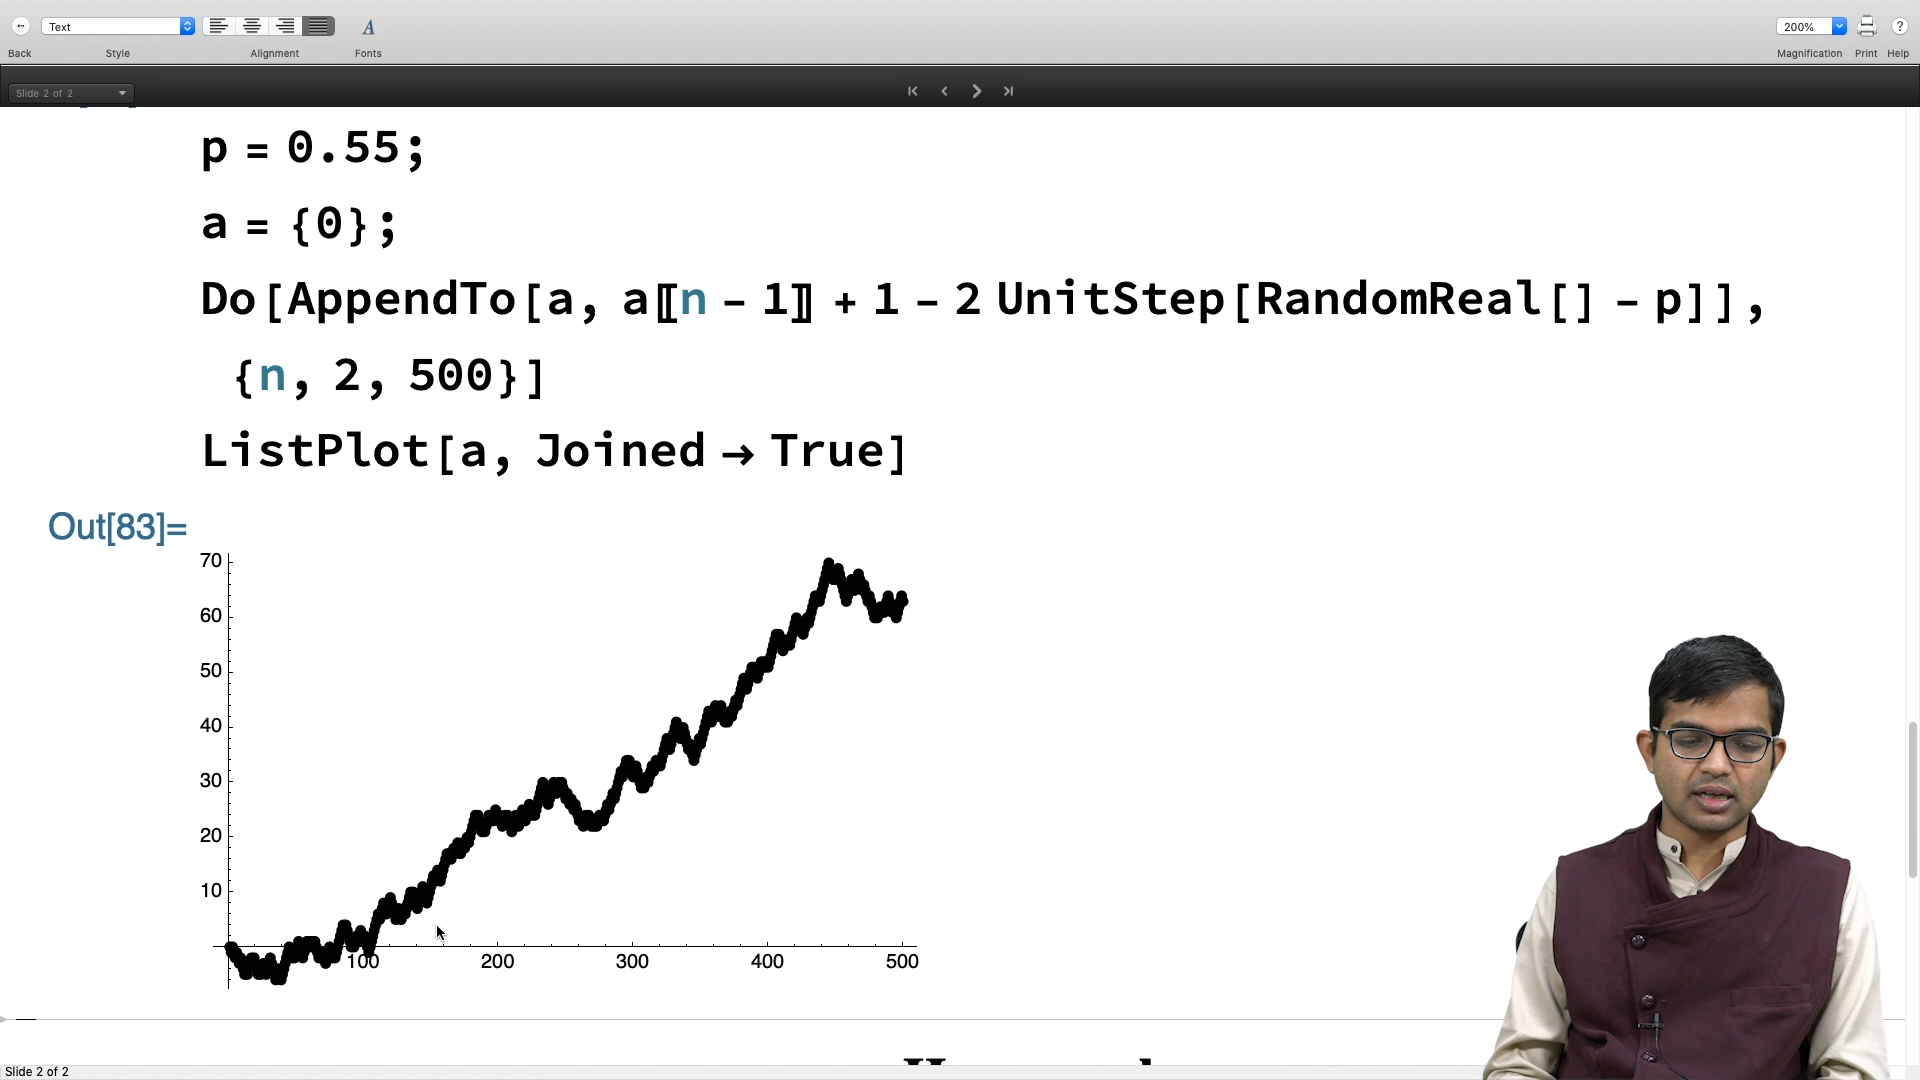 Text
200%
Back
Style
Alignment
Fonts
Magnification
Print
Help
Slide 2 of 2
p = 0.55;
a = {0};
Do[AppendTo[a, a〚n - 1〛 + 1 - 2 UnitStep[RandomReal[] - p]],
{n, 2, 500}]
ListPlot[a, Joined → True]
Out[83]=
70
60
50
40
30
20
10
100
200
300
400
500
Slide 2 of 2